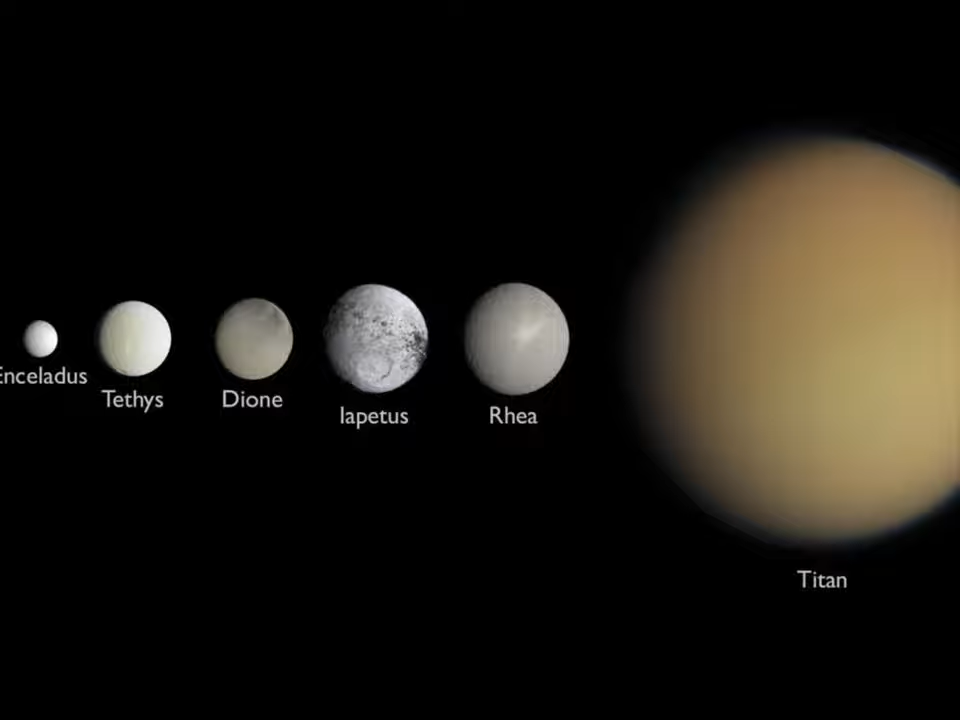 Enceladus
Tethys
Dione
Iapetus
Rhea
Titan